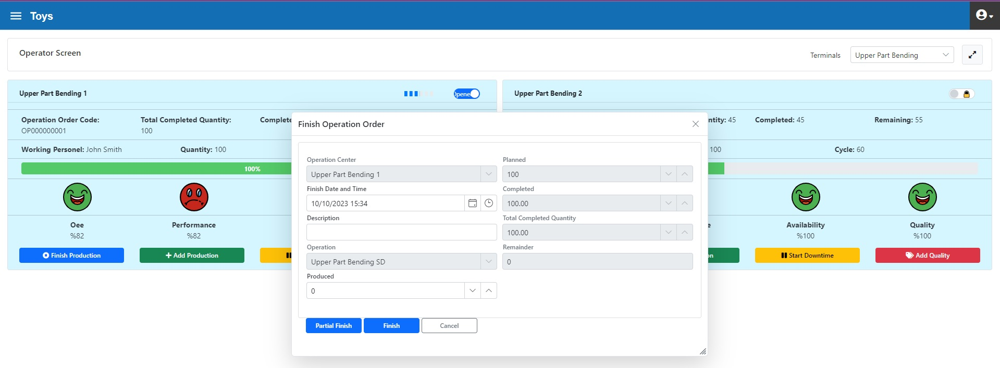 Toys
Operator Screen
Terminals
Upper Part Bending
Upper Part Bending 1
Opene
Upper Part Bending 2
Operation Order Code:
OP000000001
Total Completed Quantity:
100
Complete
ntity: 45
Completed: 45
Remaining: 55
Working Personel: John Smith
Quantity: 100
100
Cycle: 60
100%
Oee
%82
Performance
%82
e
Availability
%100
Quality
%100
Finish Production
Add Production
on
Start Downtime
Add Quality
Finish Operation Order
Operation Center
Upper Part Bending 1
Planned
100
Finish Date and Time
10/10/2023 15:34
Completed
100.00
Description
Total Completed Quantity
100.00
Operation
Upper Part Bending SD
Remainder
0
Produced
0
Partial Finish
Finish
Cancel